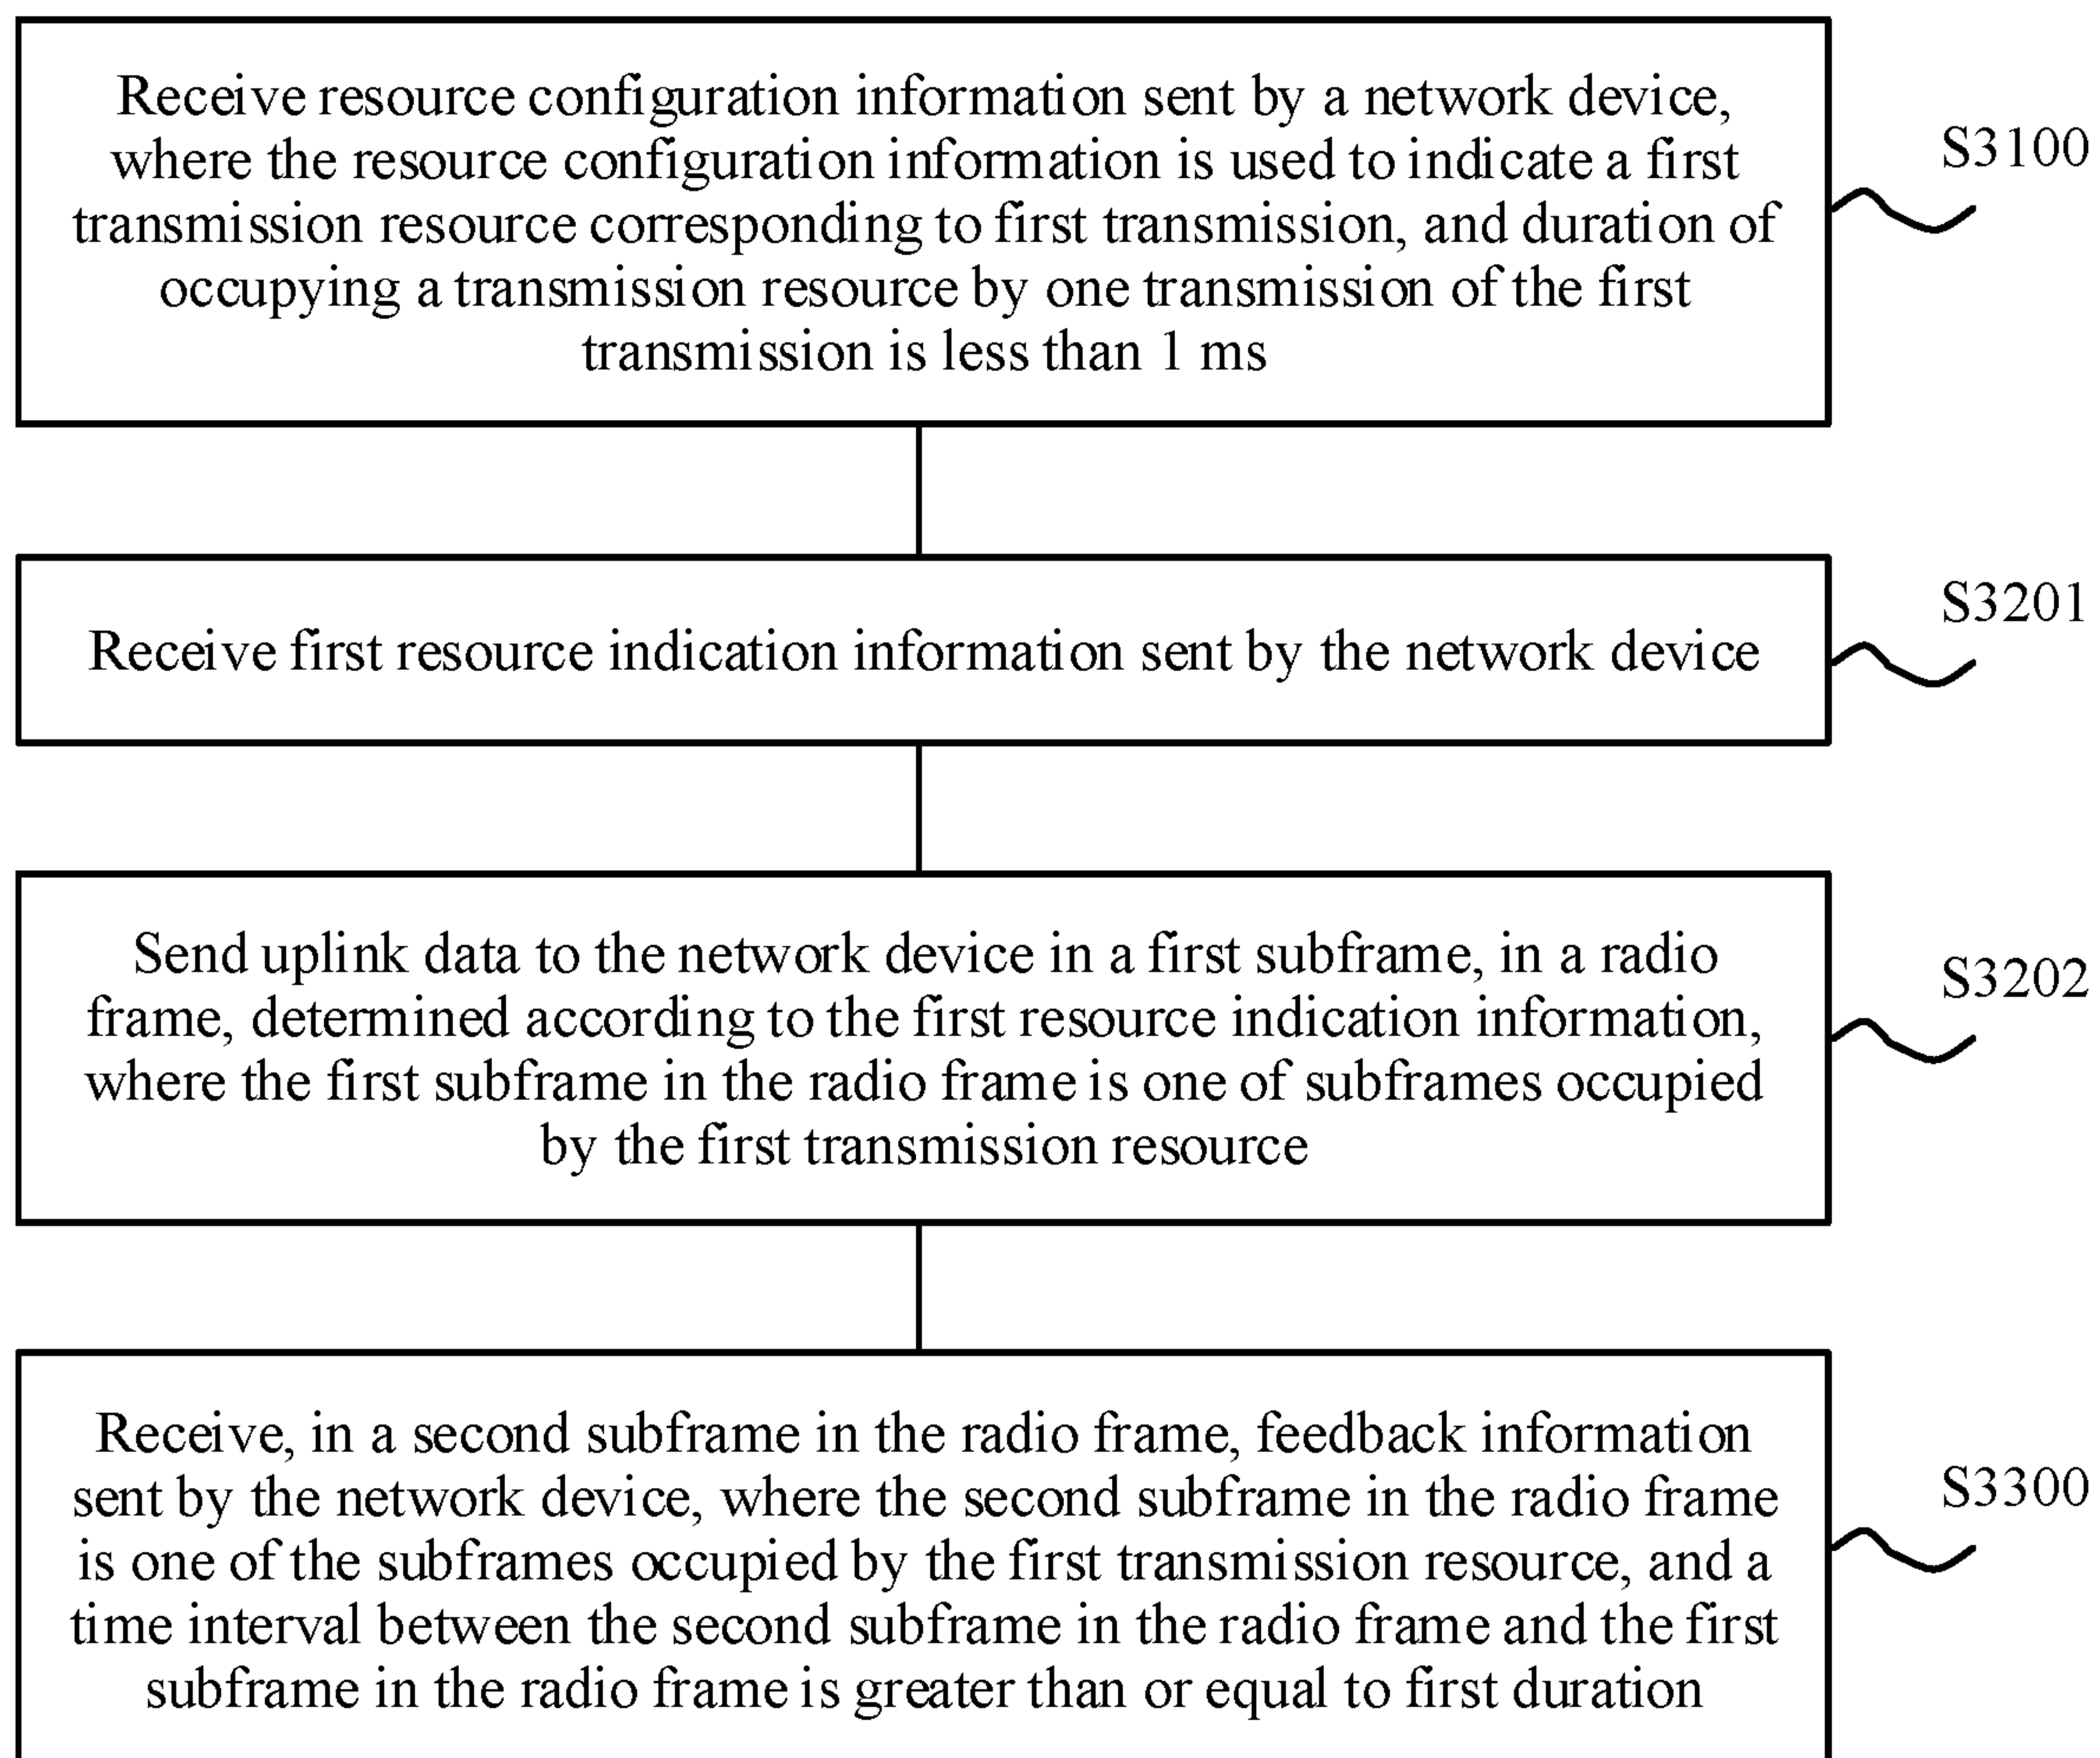 Receive resource configuration information sent by a network device,
where the resource configuration information is used to indicate a first
transmission resource corresponding to first transmission, and duration of
occupying a transmission resource by one transmission of the first
transmission is less than 1 ms
S3100
Receive first resource indication information sent by the network device
S3201
Send uplink data to the network device in a first subframe, in a radio
frame, determined according to the first resource indication information,
where the first subframe in the radio frame is one of subframes occupied
by the first transmission resource
S3202
Receive, in a second subframe in the radio frame, feedback information
sent by the network device, where the second subframe in the radio frame
is one of the subframes occupied by the first transmission resource, and a
time interval between the second subframe in the radio frame and the first
subframe in the radio frame is greater than or equal to first duration
S3300